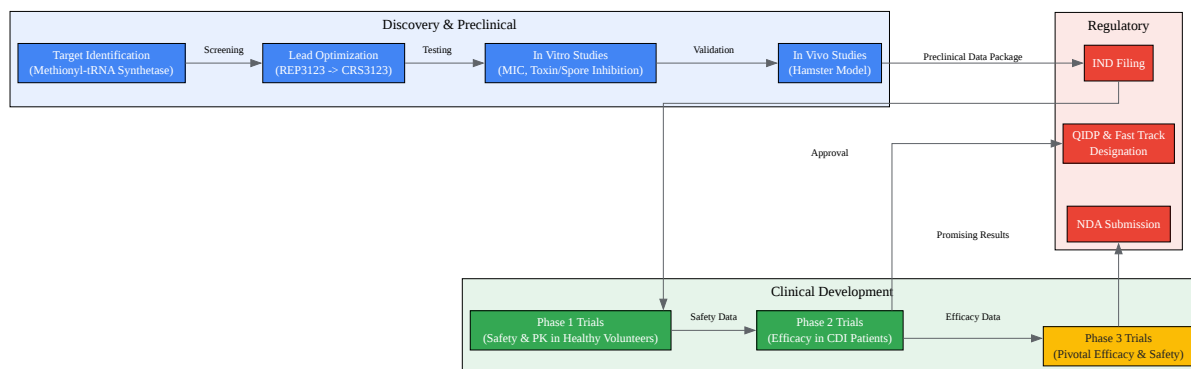 Discovery & Preclinical
Target Identification
(Methionyl-tRNA Synthetase)
Screening
Lead Optimization
(REP3123 -> CRS3123)
Testing
In Vitro Studies
(MIC, Toxin/Spore Inhibition)
Validation
In Vivo Studies
(Hamster Model)
Preclinical Data Package
Regulatory
IND Filing
QIDP & Fast Track
Designation
Approval
NDA Submission
Promising Results
Clinical Development
Phase 1 Trials
(Safety & PK in Healthy Volunteers)
Safety Data
Phase 2 Trials
(Efficacy in CDI Patients)
Efficacy Data
Phase 3 Trials
(Pivotal Efficacy & Safety)